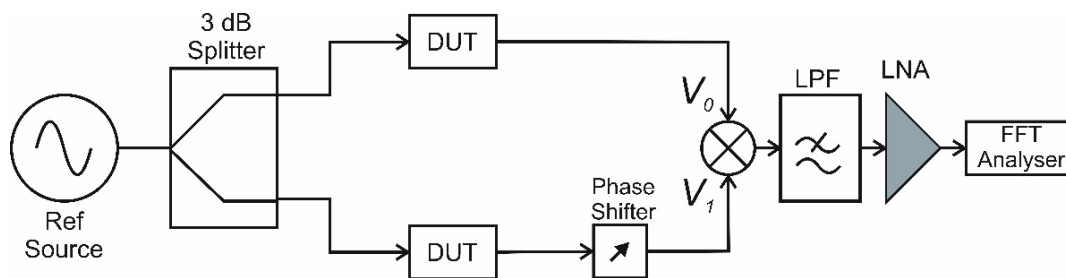 3 dB
Splitter
DUT
LPF
LNA
V0
FFT
Analyser
V1
Phase
Shifter
Ref
Source
DUT